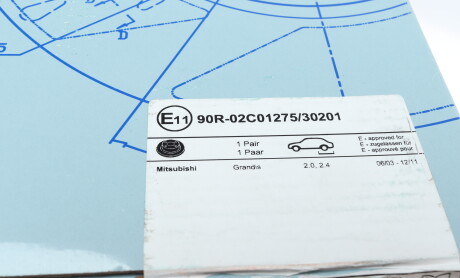 D
E11 90R-02C01275/30201
1 Pair
1 Paar
E - approved for
E - zugelassen für
E - approuvé pour
Mitsubishi Grandis 2.0, 2.4 06/03 - 12/11